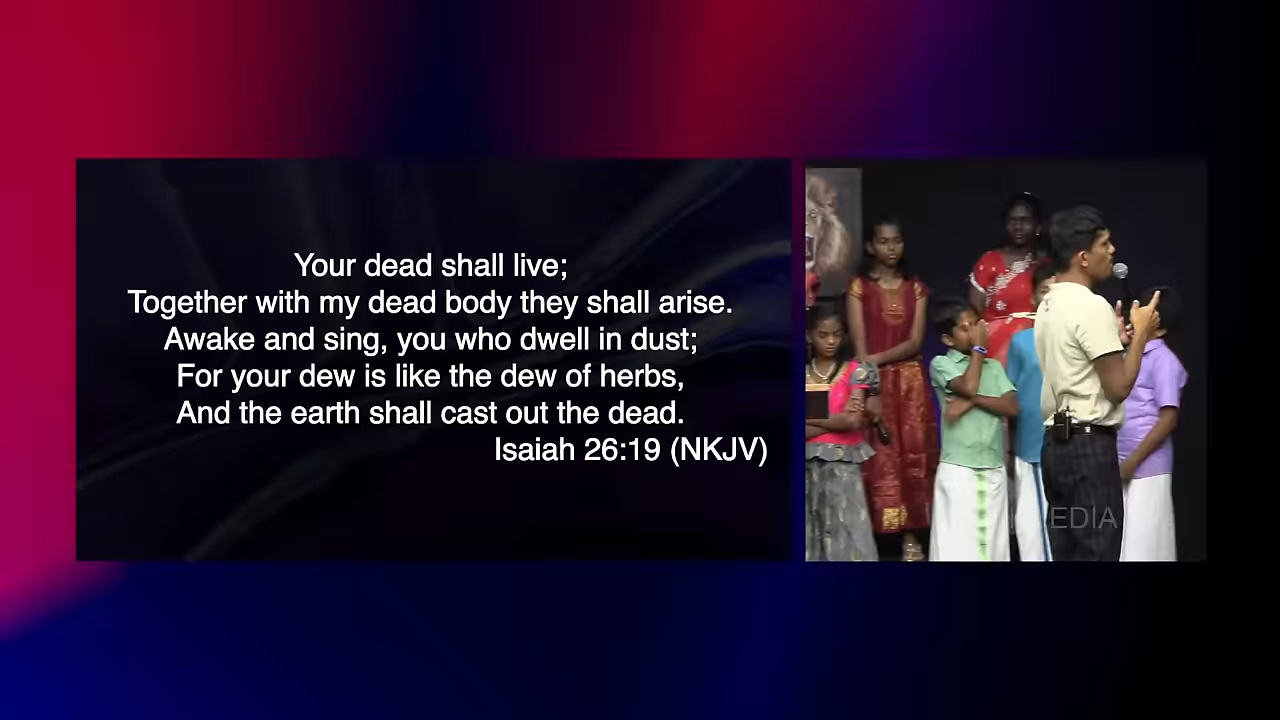 Your dead shall live;
Together with my dead body they shall arise.
Awake and sing, you who dwell in dust;
For your dew is like the dew of herbs,
And the earth shall cast out the dead.
Isaiah 26:19 (NKJV)
EDIA